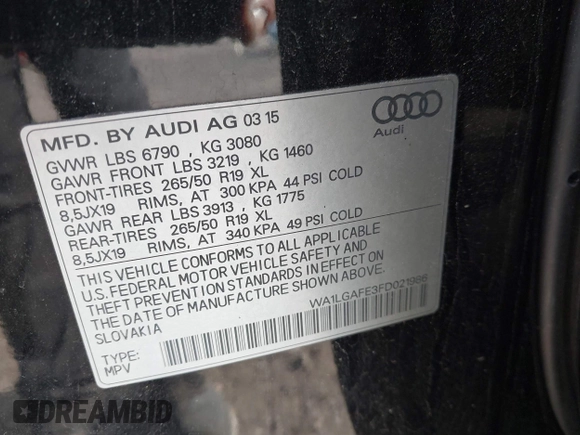 MFD. BY AUDI AG 03 15
Audi
GVWR LBS 6790 , KG 3080
GAWR FRONT LBS 3219 , KG 1460
FRONT-TIRES 265/50 R19 XL
8,5JX19 RIMS, AT 300 KPA 44 PSI COLD
GAWR REAR LBS 3913 , KG 1775
REAR-TIRES 265/50 R19 XL
8,5JX19 RIMS, AT 340 KPA 49 PSI COLD
THIS VEHICLE CONFORMS TO ALL APPLICABLE
U.S. FEDERAL MOTOR VEHICLE SAFETY AND
THEFT PREVENTION STANDARDS IN EFFECT ON
THE DATE OF MANUFACTURE SHOWN ABOVE.
SLOVAKIA
WA1LGAFE3FD021986
TYPE:
MPV
DREAMBID